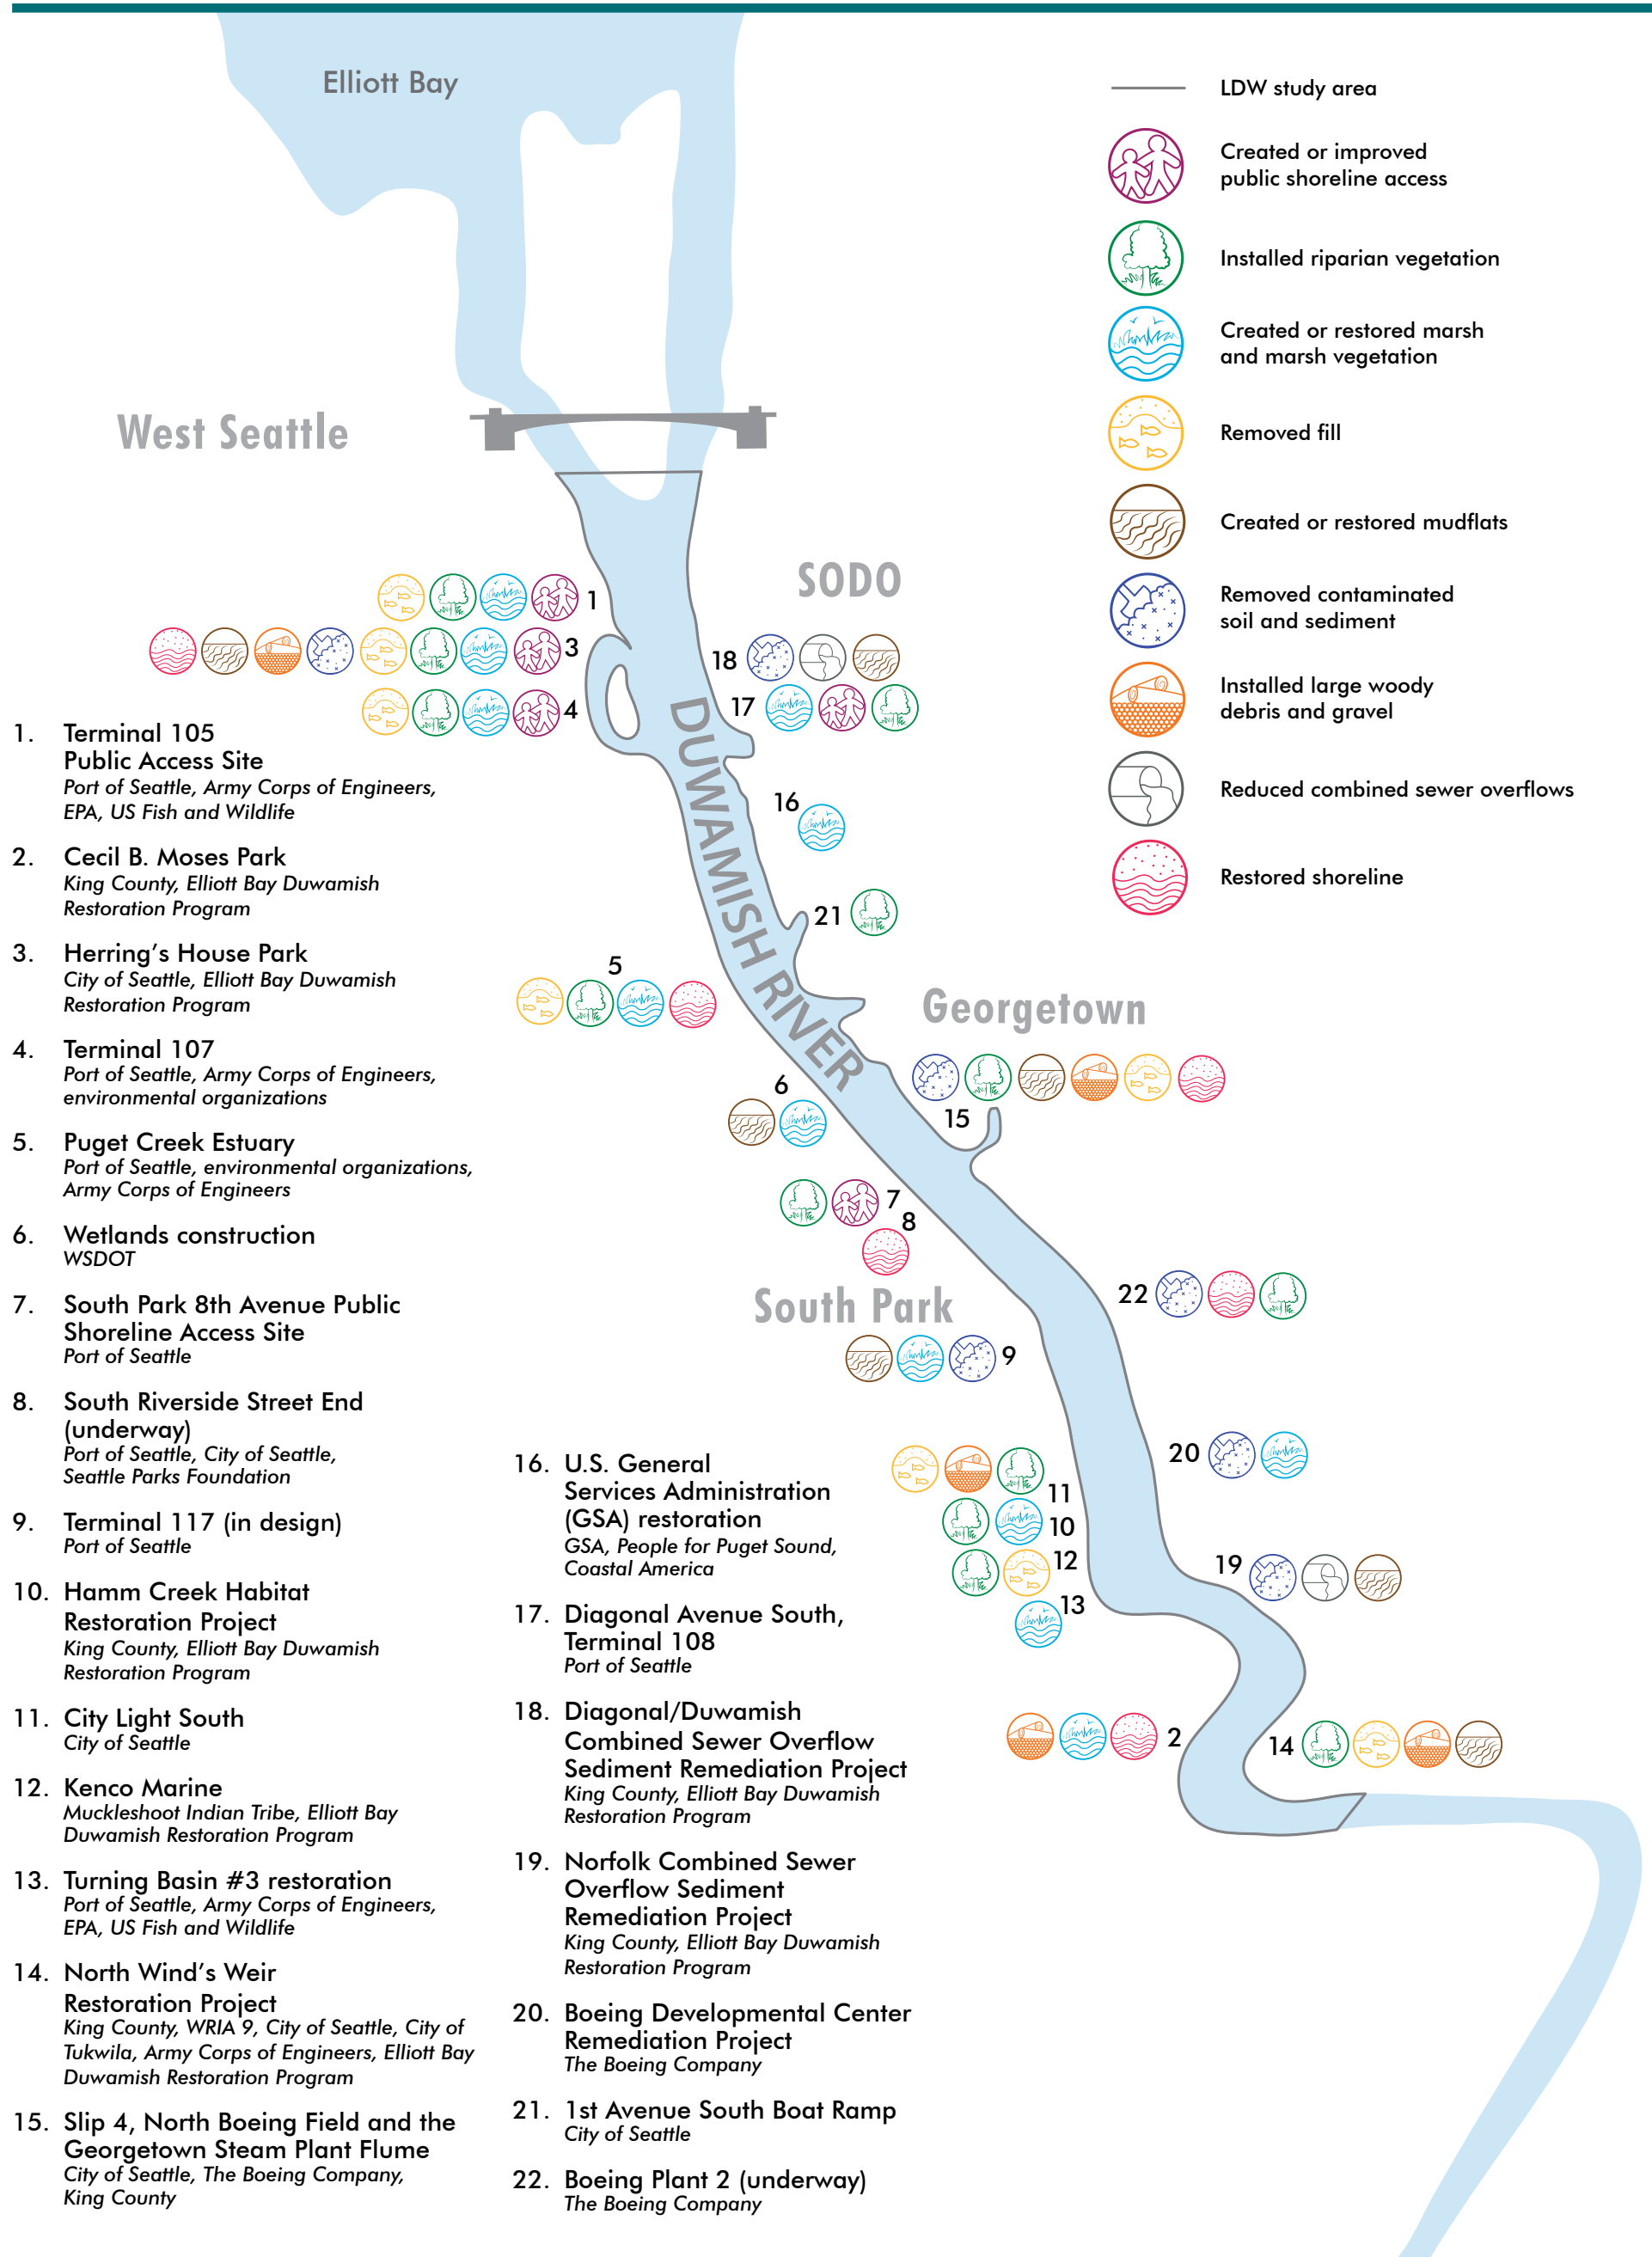 Elliott Bay
LDW study area
Created or improved
public shoreline access
Installed riparian vegetation
Created or restored marsh
and marsh vegetation
Removed fill
Created or restored mudflats
Removed contaminated
soil and sediment
Installed large woody
debris and gravel
Reduced combined sewer overflows
Restored shoreline
West Seattle
SODO
1
3
4
18
17
16
21
DUWAMISH RIVER
5
Georgetown
6
15
7
8
South Park
22
9
20
11
10
12
13
19
2
14
1. Terminal 105
Public Access Site
Port of Seattle, Army Corps of Engineers,
EPA, US Fish and Wildlife
2. Cecil B. Moses Park
King County, Elliott Bay Duwamish
Restoration Program
3. Herring’s House Park
City of Seattle, Elliott Bay Duwamish
Restoration Program
4. Terminal 107
Port of Seattle, Army Corps of Engineers,
environmental organizations
5. Puget Creek Estuary
Port of Seattle, environmental organizations,
Army Corps of Engineers
6. Wetlands construction
WSDOT
7. South Park 8th Avenue Public
Shoreline Access Site
Port of Seattle
8. South Riverside Street End
(underway)
Port of Seattle, City of Seattle,
Seattle Parks Foundation
9. Terminal 117 (in design)
Port of Seattle
10. Hamm Creek Habitat
Restoration Project
King County, Elliott Bay Duwamish
Restoration Program
11. City Light South
City of Seattle
12. Kenco Marine
Muckleshoot Indian Tribe, Elliott Bay
Duwamish Restoration Program
13. Turning Basin #3 restoration
Port of Seattle, Army Corps of Engineers,
EPA, US Fish and Wildlife
14. North Wind’s Weir
Restoration Project
King County, WRIA 9, City of Seattle, City of
Tukwila, Army Corps of Engineers, Elliott Bay
Duwamish Restoration Program
15. Slip 4, North Boeing Field and the
Georgetown Steam Plant Flume
City of Seattle, The Boeing Company,
King County
16. U.S. General
Services Administration
(GSA) restoration
GSA, People for Puget Sound,
Coastal America
17. Diagonal Avenue South,
Terminal 108
Port of Seattle
18. Diagonal/Duwamish
Combined Sewer Overflow
Sediment Remediation Project
King County, Elliott Bay Duwamish
Restoration Program
19. Norfolk Combined Sewer
Overflow Sediment
Remediation Project
King County, Elliott Bay Duwamish
Restoration Program
20. Boeing Developmental Center
Remediation Project
The Boeing Company
21. 1st Avenue South Boat Ramp
City of Seattle
22. Boeing Plant 2 (underway)
The Boeing Company